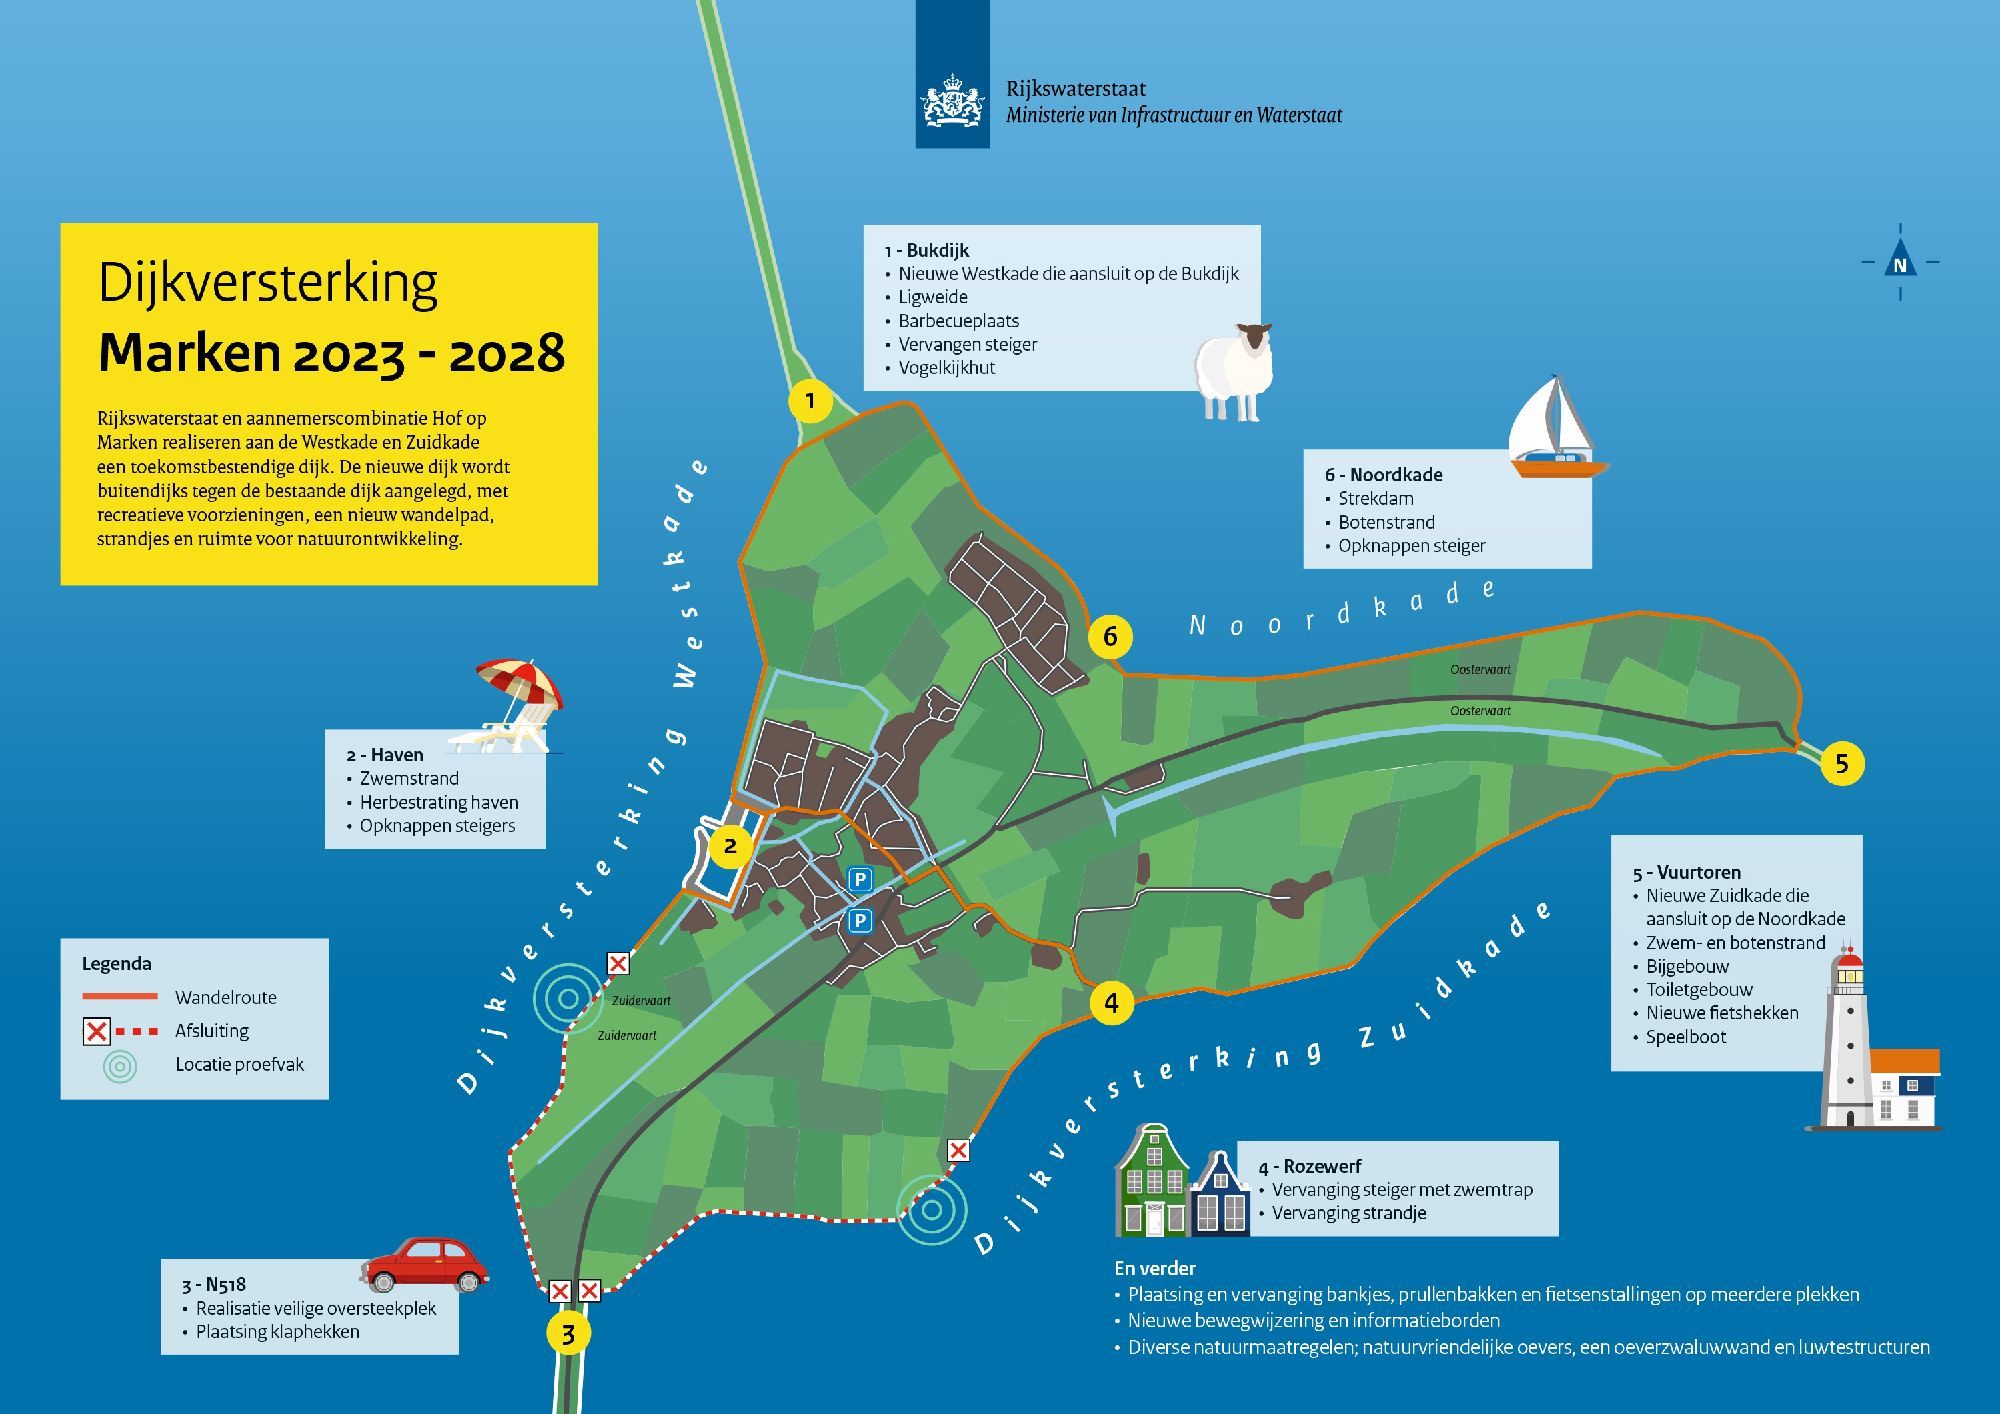 Rijkswaterstaat
Ministerie van Infrastructuur en Waterstaat
Dijkversterking
Marken 2023 - 2028
Rijkswaterstaat en aannemerscombinatie Hof op
Marken realiseren aan de Westkade en Zuidkade
een toekomstbestendige dijk. De nieuwe dijk wordt
buitendijks tegen de bestaande dijk aangelegd, met
recreatieve voorzieningen, een nieuw wandelpad,
strandjes en ruimte voor natuurontwikkeling.
1 - Bukdijk
• Nieuwe Westkade die aansluit op de Bukdijk
• Ligweide
• Barbecueplaats
• Vervangen steiger
• Vogelkijkhut
N
6 - Noordkade
• Strekdam
• Botenstrand
• Opknappen steiger
1
Dijkversterking Westkade
Noordkade
6
Oostervaart
Oostervaart
5
2 - Haven
• Zwemstrand
• Herbestrating haven
• Opknappen steigers
2
P
P
5 - Vuurtoren
• Nieuwe Zuidkade die
aansluit op de Noordkade
• Zwem- en botenstrand
• Bijgebouw
• Toiletgebouw
• Nieuwe fietshekken
• Speelboot
Legenda
Wandelroute
Afsluiting
Locatie proefvak
Zuidervaart
Zuidervaart
4
Dijkversterking Zuidkade
4 - Rozewerf
• Vervanging steiger met zwemtrap
• Vervanging strandje
3 - N518
• Realisatie veilige oversteekplek
• Plaatsing klaphekken
3
En verder
• Plaatsing en vervanging bankjes, prullenbakken en fietsenstallingen op meerdere plekken
• Nieuwe bewegwijzering en informatieborden
• Diverse natuurmaatregelen; natuurvriendelijke oevers, een oeverzwaluwwand en luwtestructuren